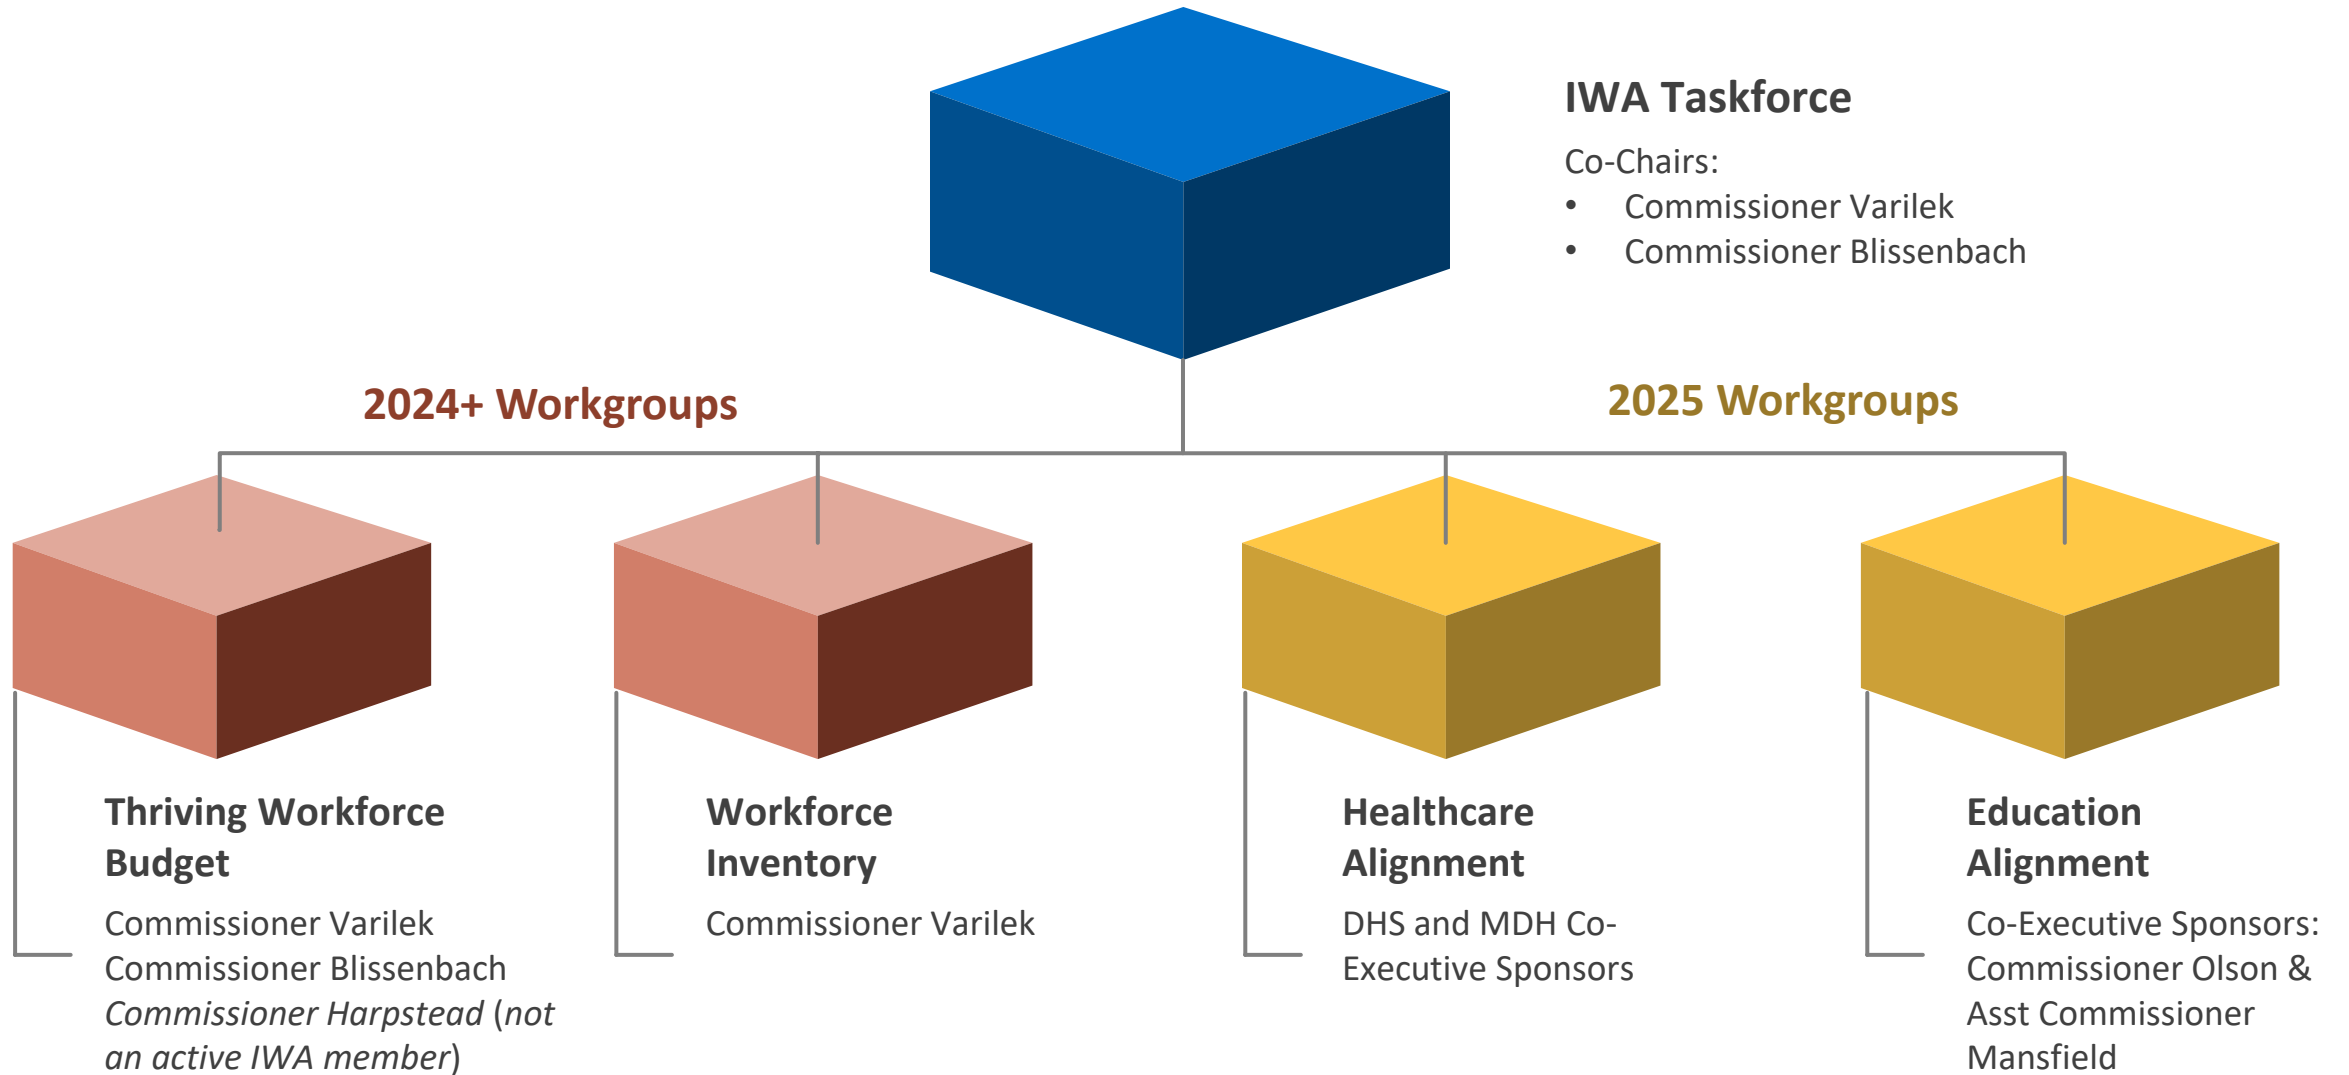 IWA Taskforce
Co-Chairs:
• Commissioner Varilek
• Commissioner Blissenbach
2024+ Workgroups
2025 Workgroups
Thriving Workforce
Budget
Commissioner Varilek
Commissioner Blissenbach
Commissioner Harpstead (not
an active IWA member)
Workforce
Inventory
Commissioner Varilek
Healthcare
Alignment
DHS and MDH Co-
Executive Sponsors
Education
Alignment
Co-Executive Sponsors:
Commissioner Olson &
Asst Commissioner
Mansfield